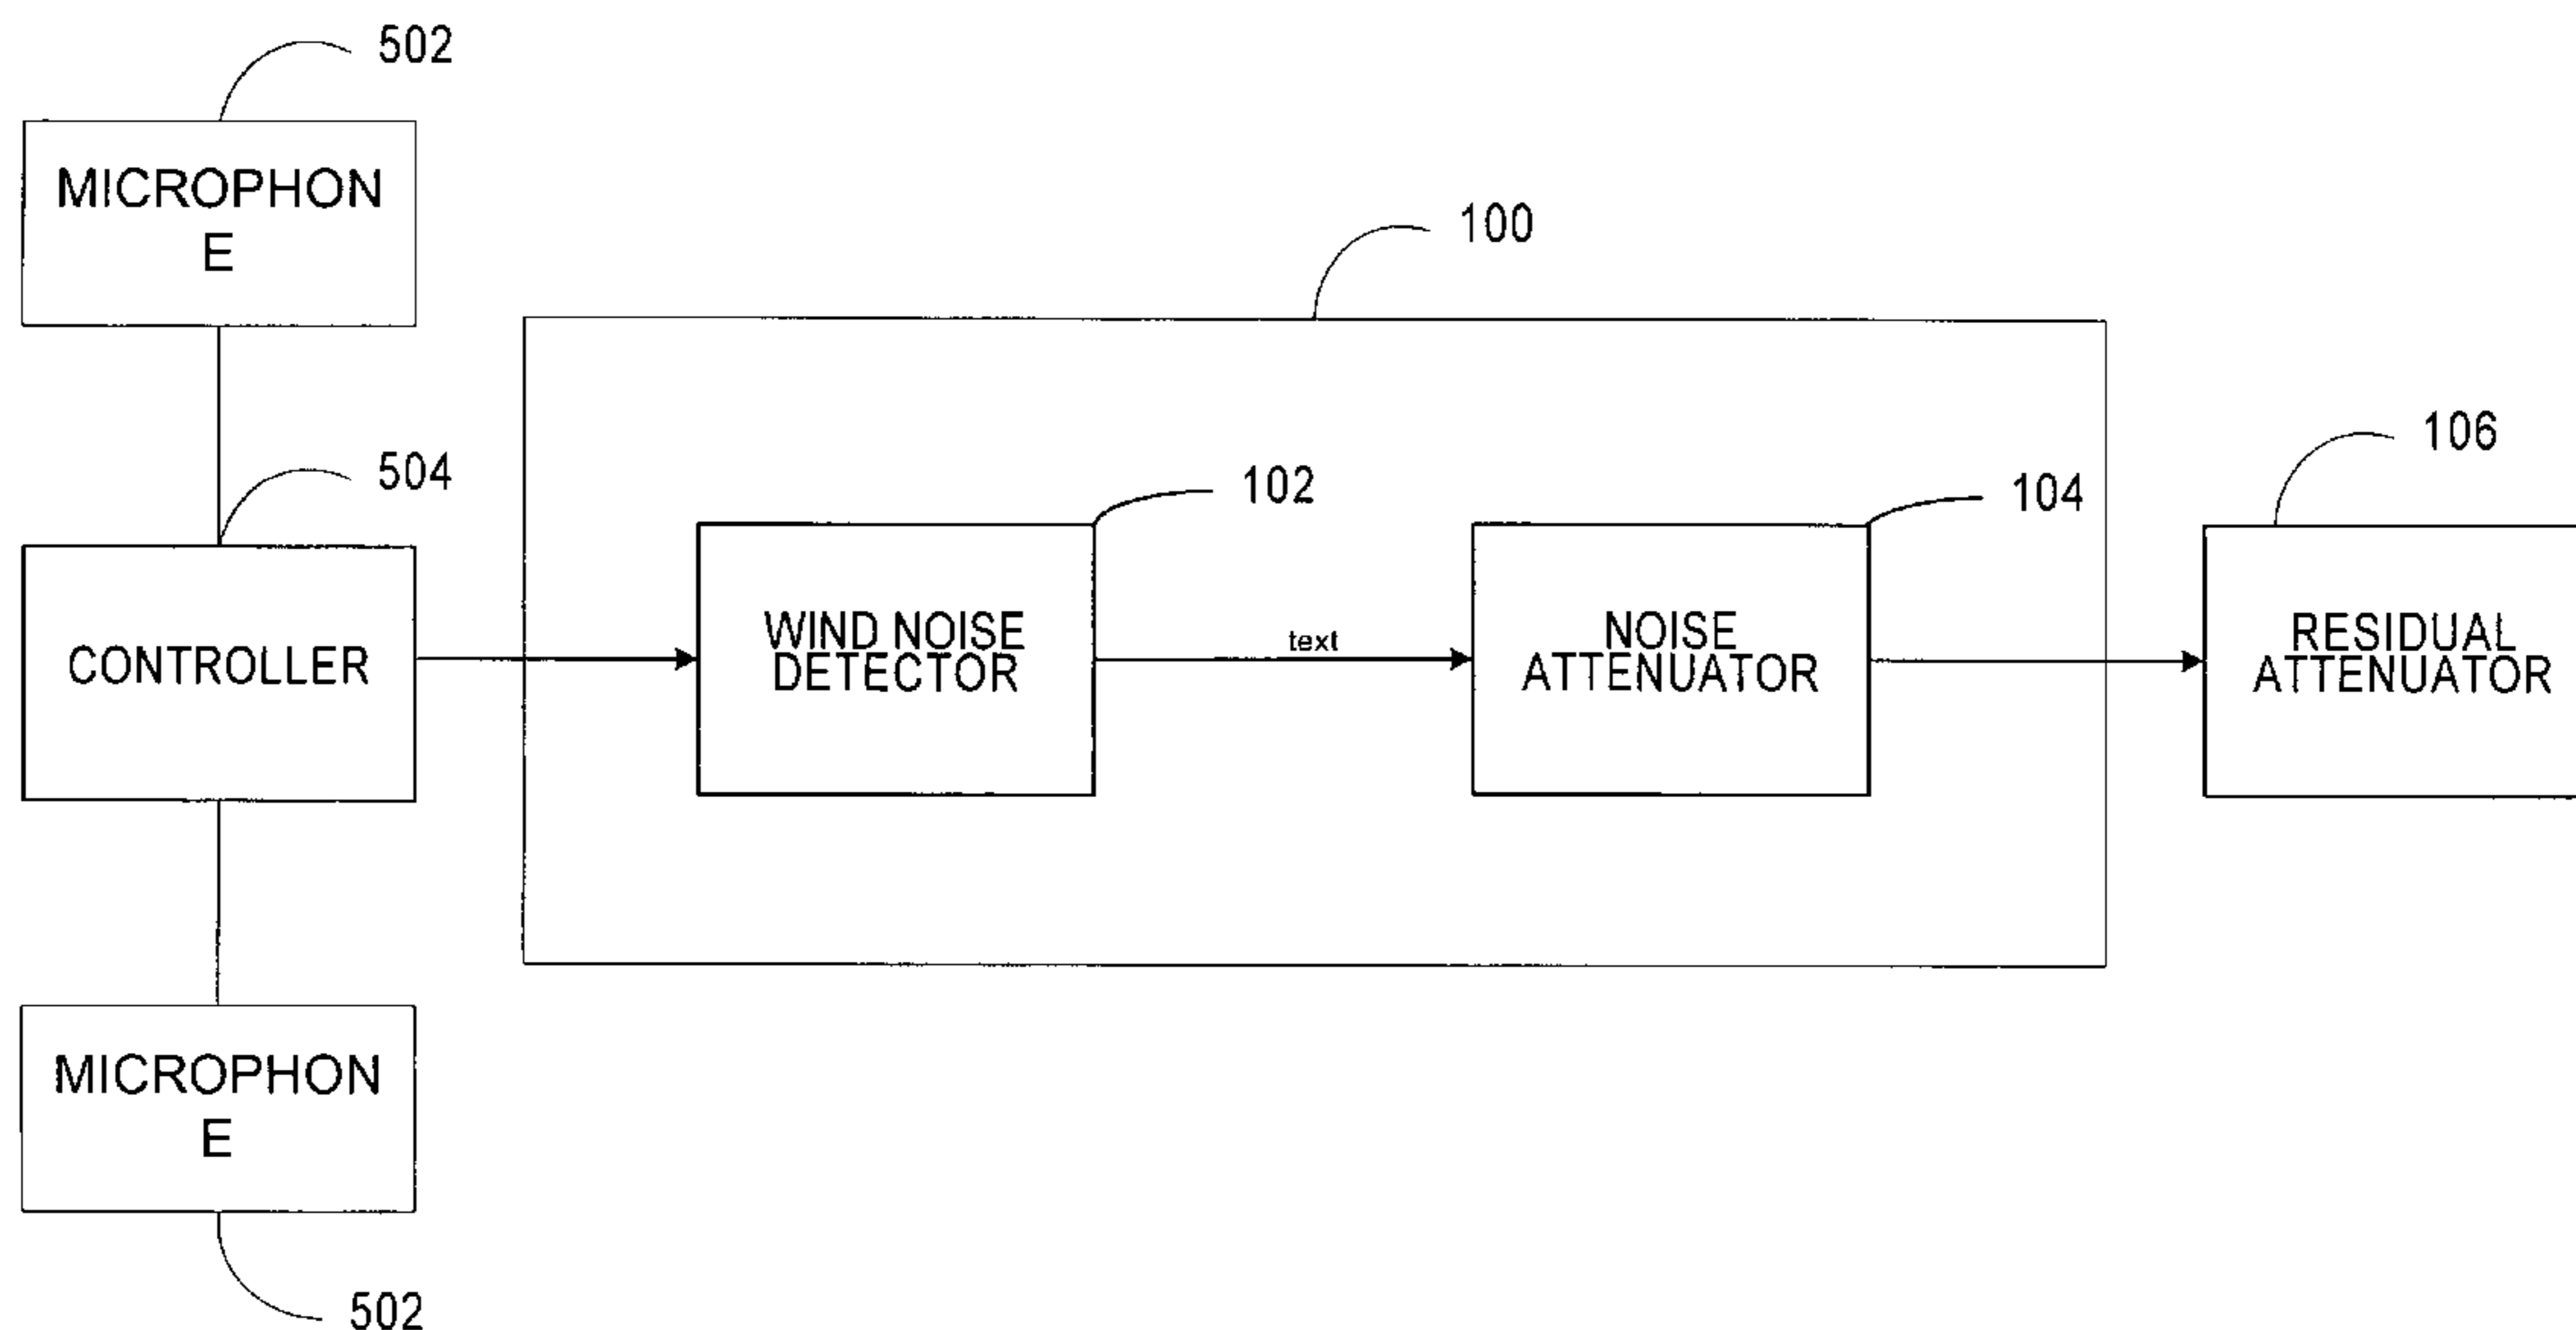 502
MICROPHON
E
100
504
106
102
104
CONTROLLER
WIND NOISE
DETECTOR
text
NOISE
ATTENUATOR
RESIDUAL
ATTENUATOR
MICROPHON
E
502